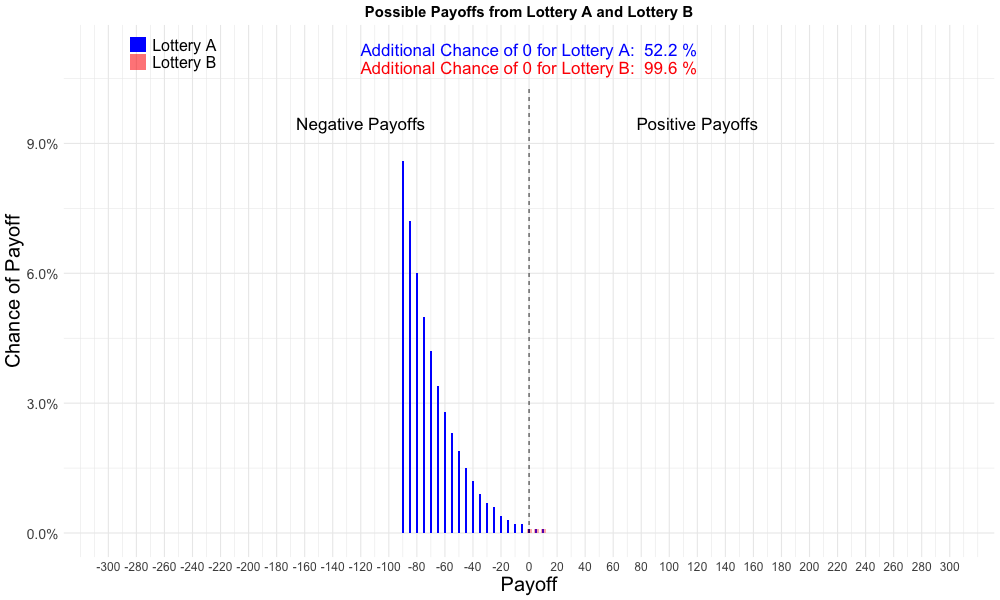 Possible Payoffs from Lottery A and Lottery B
Lottery A
Lottery B
Additional Chance of 0 for Lottery A: 52.2 %
Additional Chance of 0 for Lottery B: 99.6 %
Negative Payoffs
Positive Payoffs
Chance of Payoff
9.0%
6.0%
3.0%
0.0%
-300 -280 -260 -240 -220 -200 -180 -160 -140 -120 -100 -80 -60 -40 -20 0 20 40 60 80 100 120 140 160 180 200 220 240 260 280 300
Payoff